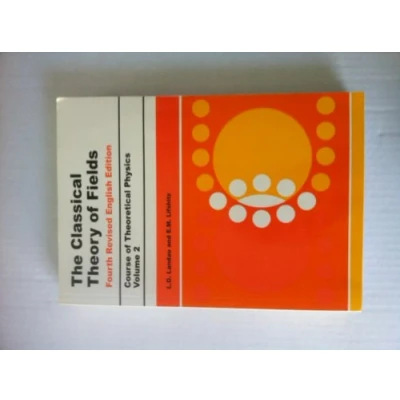 The Classical
Theory of Fields
Fourth Revised English Edition
Course of Theoretical Physics
Volume 2
L.D. Landau and E.M. Lifshitz